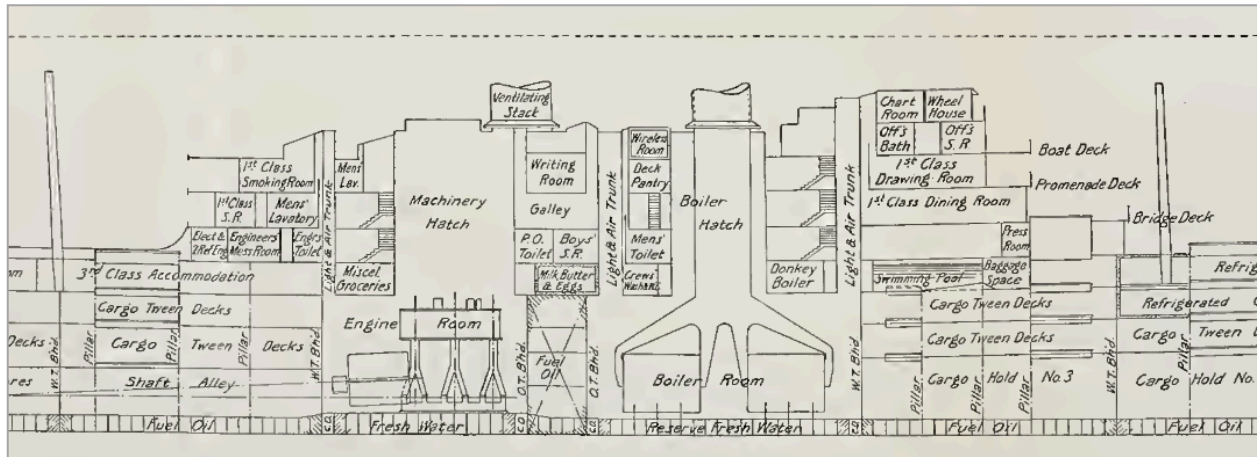 Ventilating
Stack
Chart
Room
Wheel
House
Wireless
Room
Off's
Bath
Off's
S.R
Boat Deck
1st Class
Smoking Room
Mens'
Lav.
Writing
Room
Deck
Pantry
1st Class
Drawing Room
Promenade Deck
1st Class
S.R.
Mens'
Lavatory
Light & Air Trunk
Machinery
Hatch
Galley
Light & Air Trunk
Boiler
Hatch
Light & Air Trunk
1st Class Dining Room
Bridge Deck
Elect &
Engineers'
Mess Room
Engrs
Toilet
P.O.
Toilet
Boys'
S.R.
Mens'
Toilet
Press
Room
3rd Class Accommodation
Miscel.
Groceries
Milk Butter
& Eggs
Crews'
Donkey
Boiler
Swimming Pool
Baggage
Space
Refrig
Cargo Tween Decks
Cargo Tween Decks
Refrigerated
Engine Room
Decks
W.T. Bhd.
Pillar
Cargo
Pillar
Tween
Pillar
Decks
W.T. Bhd.
O.T. Bhd.
Fuel
Oil
O.T. Bhd.
Cargo Tween Decks
Cargo
Pillar
Tween
Shaft Alley
Boiler Room
W.T. Bhd.
Pillar
Cargo
Pillar
Hold
Pillar
No. 3
W.T. Bhd.
Cargo Hold No.
Fuel Oil
C.D.
Fresh Water
C.D.
C.D.
Reserve Fresh Water
C.D.
Fuel Oil
Fuel Oil